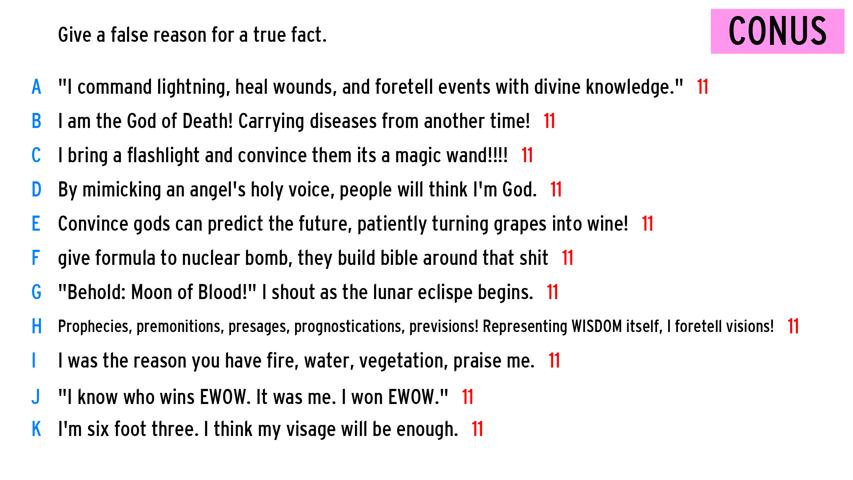 Give a false reason for a true fact.
CONUS
A "I command lightning, heal wounds, and foretell events with divine knowledge." 11
B I am the God of Death! Carrying diseases from another time! 11
C I bring a flashlight and convince them its a magic wand!!!! 11
D By mimicking an angel's holy voice, people will think I'm God. 11
E Convince gods can predict the future, patiently turning grapes into wine! 11
F give formula to nuclear bomb, they build bible around that shit 11
G "Behold: Moon of Blood!" I shout as the lunar eclispe begins. 11
H Prophecies, premonitions, presages, prognostications, previsions! Representing WISDOM itself, I foretell visions! 11
I I was the reason you have fire, water, vegetation, praise me. 11
J "I know who wins EWOW. It was me. I won EWOW." 11
K I'm six foot three. I think my visage will be enough. 11